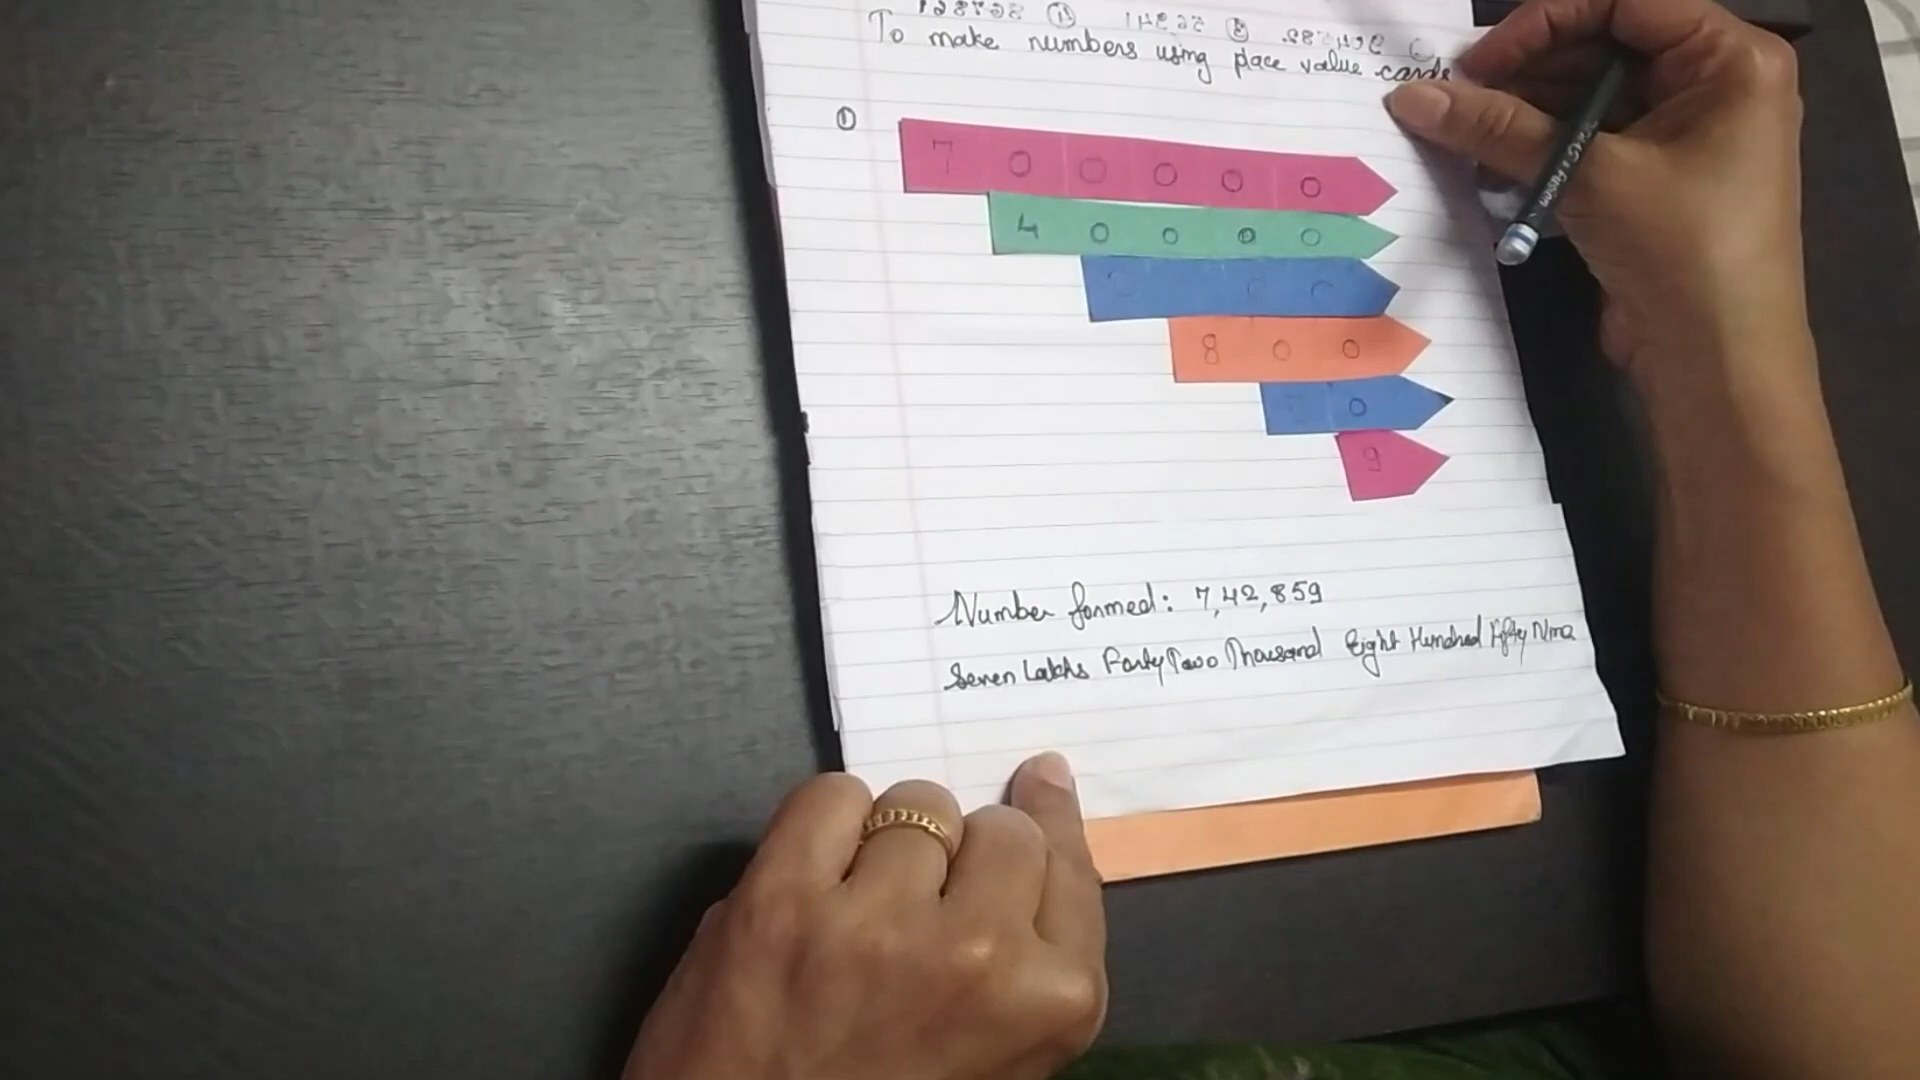 To make numbers using place value cards
①
7 0 0 0 0 0
4 0 0 0 0
8 0 0
0
9
Number formed: 7,42,859
Seven Lakhs Forty Two Thousand Eight Hundred Fifty Nine